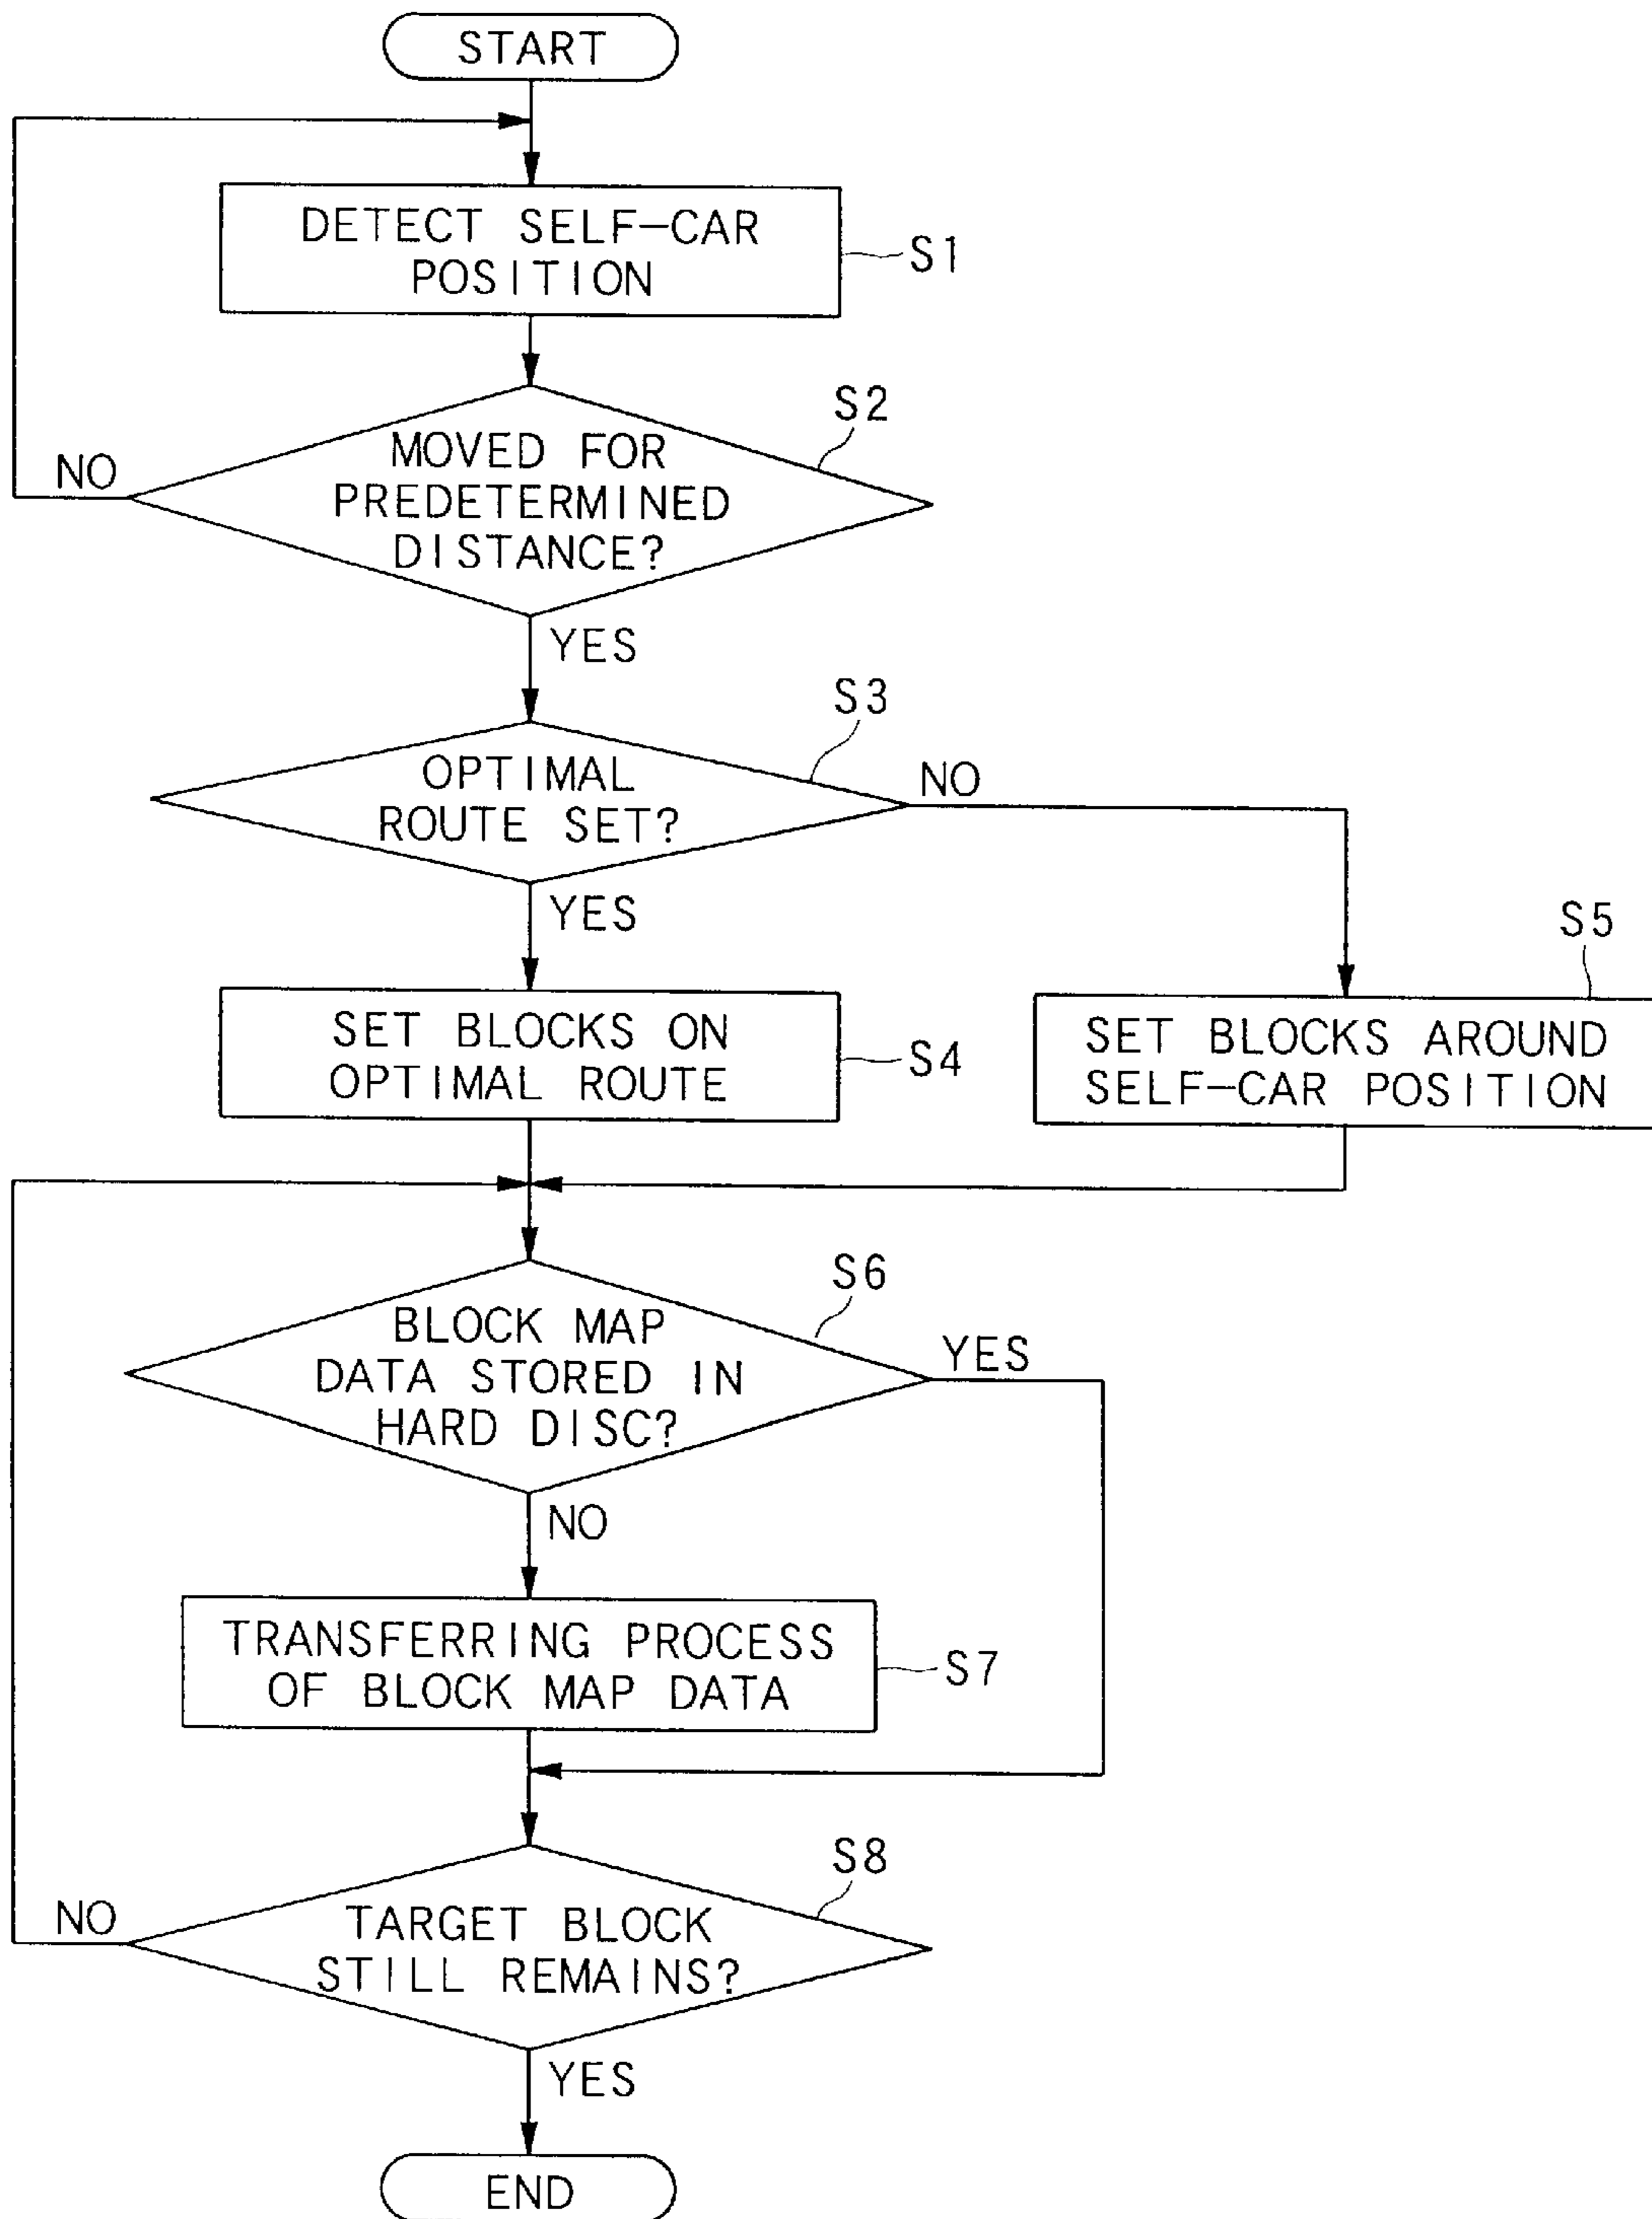 START
DETECT SELF-CAR
POSITION
S1
S2
MOVED FOR
PREDETERMINED
DISTANCE?
NO
YES
S3
OPTIMAL
ROUTE SET?
NO
YES
S4
SET BLOCKS ON
OPTIMAL ROUTE
S5
SET BLOCKS AROUND
SELF-CAR POSITION
S6
BLOCK MAP
DATA STORED IN
HARD DISC?
YES
NO
TRANSFERRING PROCESS
OF BLOCK MAP DATA
S7
S8
TARGET BLOCK
STILL REMAINS?
NO
YES
END